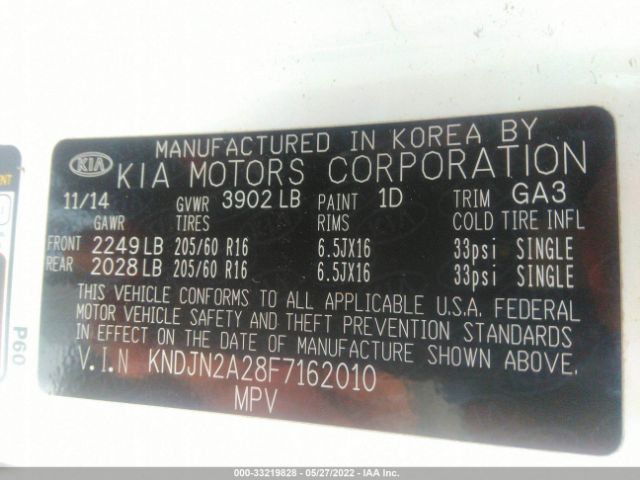 MANUFACTURED IN KOREA BY
KIA KIA MOTORS CORPORATION
11/14 GVWR 3902 LB PAINT 1D TRIM GA3
GAWR TIRES RIMS COLD TIRE INFL
FRONT 2249 LB 205/60 R16 6.5JX16 33psi SINGLE
REAR 2028 LB 205/60 R16 6.5JX16 33psi SINGLE
THIS VEHICLE CONFORMS TO ALL APPLICABLE U.S.A. FEDERAL
MOTOR VEHICLE SAFETY AND THEFT PREVENTION STANDARDS
IN EFFECT ON THE DATE OF MANUFACTURE SHOWN ABOVE.
V.I.N KNDJN2A28F7162010
MPV
P60
000-33219828 - 05/27/2022 - IAA